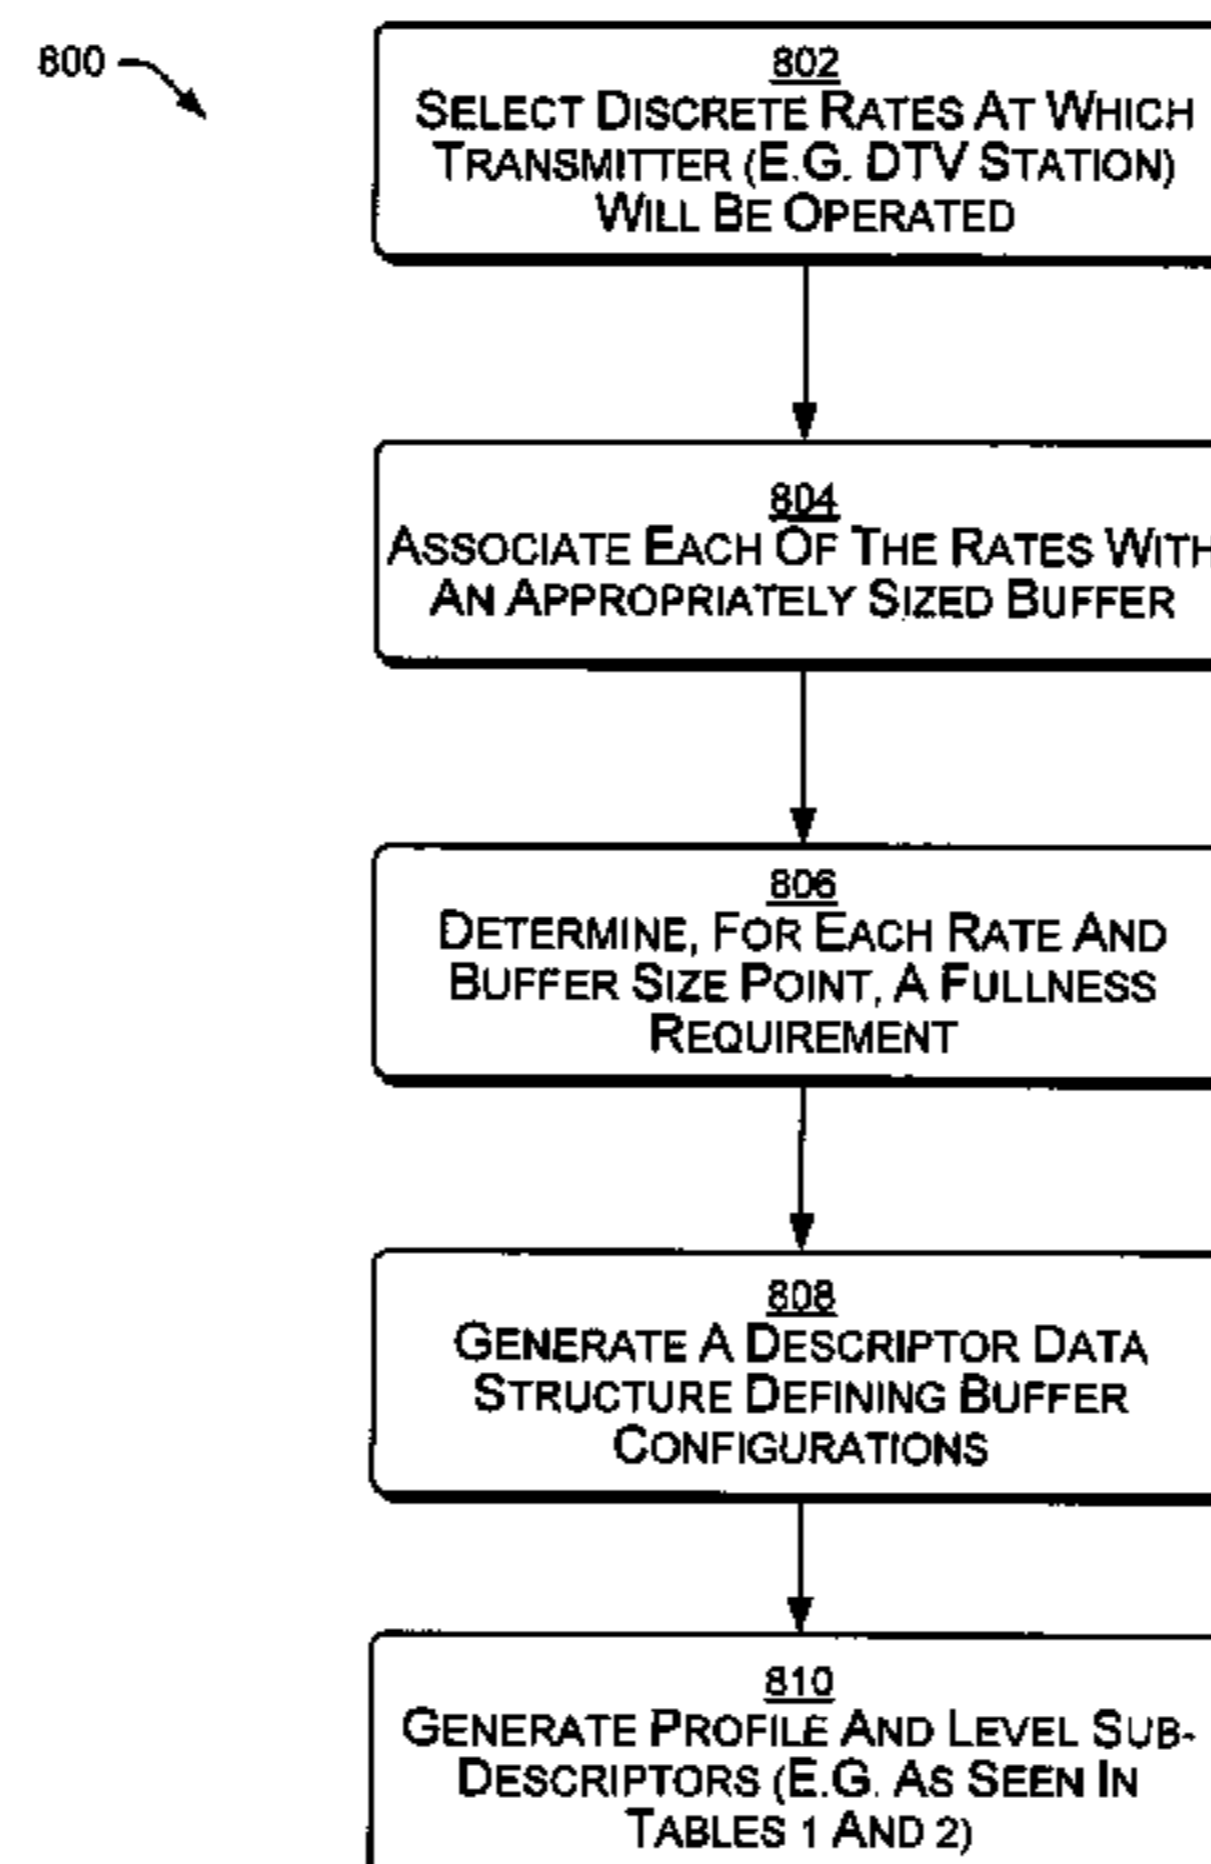 800
802
SELECT DISCRETE RATES AT WHICH
TRANSMITTER (E.G. DTV STATION)
WILL BE OPERATED
804
ASSOCIATE EACH OF THE RATES WITH
AN APPROPRIATELY SIZED BUFFER
806
DETERMINE, FOR EACH RATE AND
BUFFER SIZE POINT, A FULLNESS
REQUIREMENT
808
GENERATE A DESCRIPTOR DATA
STRUCTURE DEFINING BUFFER
CONFIGURATIONS
810
GENERATE PROFILE AND LEVEL SUB-
DESCRIPTORS (E.G. AS SEEN IN
TABLES 1 AND 2)